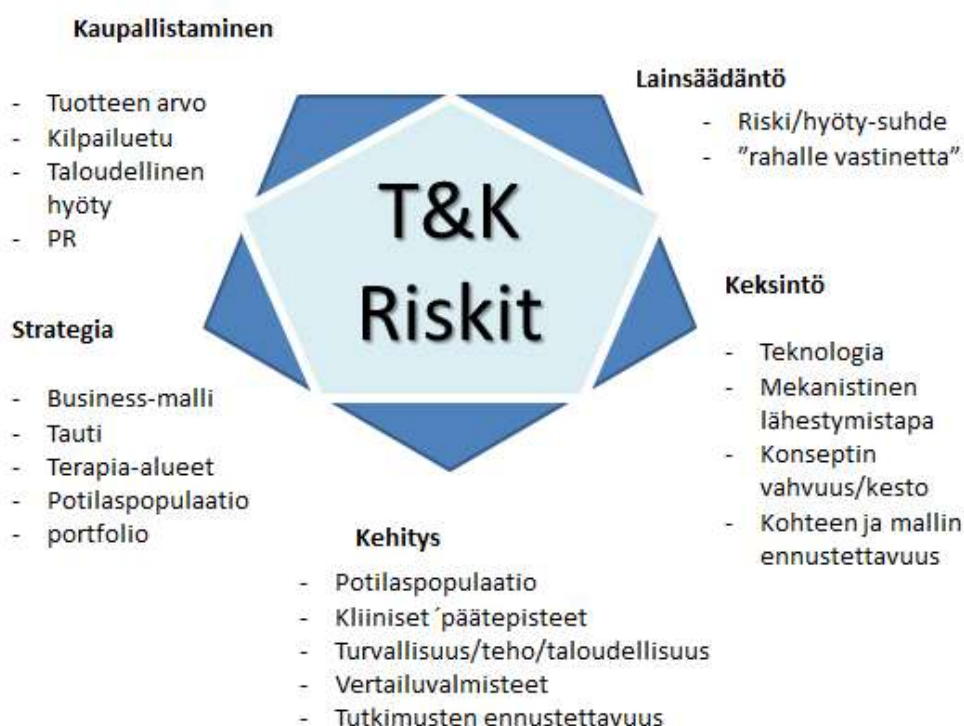 Kaupallistaminen
- Tuotteen arvo
- Kilpailuetu
- Taloudellinen
hyöty
- PR
Lainsäädäntö
- Riski/hyöty-suhde
- ”rahalle vastinetta”
T&K
Riskit
Keksintö
- Teknologia
- Mekanistinen
lähestymistapa
- Konseptin
vahvuus/kesto
- Kohteen ja mallin
ennustettavuus
Strategia
- Business-malli
- Tauti
- Terapia-alueet
- Potilaspopulaatio
- portfolio
Kehitys
- Potilaspopulaatio
- Kliiniset ´päätepisteet
- Turvallisuus/teho/taloudellisuus
- Vertailuvalmisteet
- Tutkimusten ennustettavuus